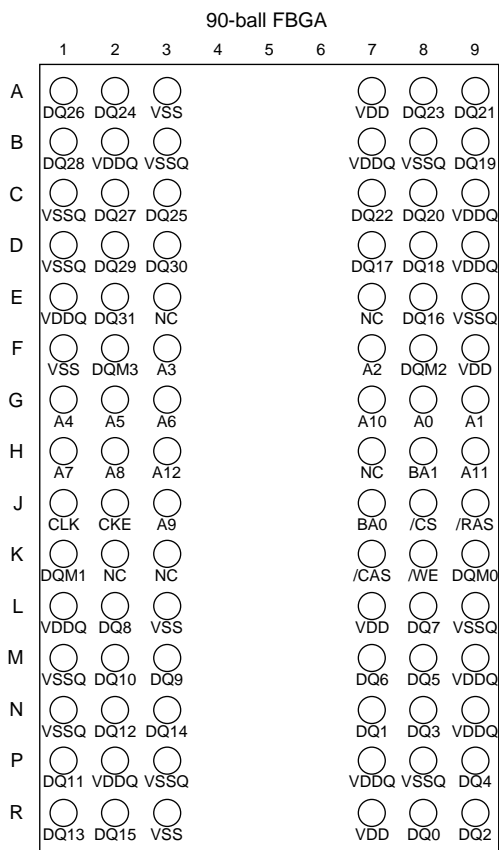 90-ball FBGA
1 2 3 4 5 6 7 8 9
A
DQ26 DQ24 VSS VDD DQ23 DQ21
B
DQ28 VDDQ VSSQ VDDQ VSSQ DQ19
C
VSSQ DQ27 DQ25 DQ22 DQ20 VDDQ
D
VSSQ DQ29 DQ30 DQ17 DQ18 VDDQ
E
VDDQ DQ31 NC NC DQ16 VSSQ
F
VSS DQM3 A3 A2 DQM2 VDD
G
A4 A5 A6 A10 A0 A1
H
A7 A8 A12 NC BA1 A11
J
CLK CKE A9 BA0 /CS /RAS
K
DQM1 NC NC /CAS /WE DQM0
L
VDDQ DQ8 VSS VDD DQ7 VSSQ
M
VSSQ DQ10 DQ9 DQ6 DQ5 VDDQ
N
VSSQ DQ12 DQ14 DQ1 DQ3 VDDQ
P
DQ11 VDDQ VSSQ VDDQ VSSQ DQ4
R
DQ13 DQ15 VSS VDD DQ0 DQ2